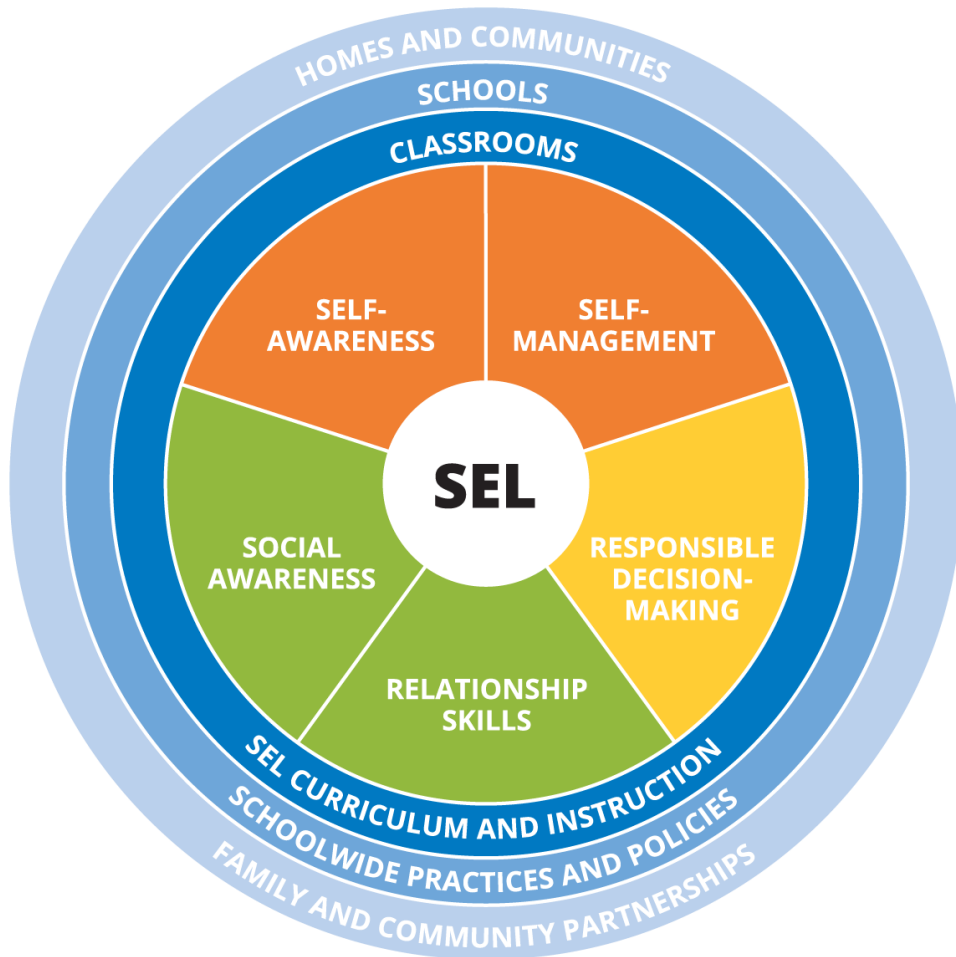 HOMES AND COMMUNITIES
SCHOOLS
CLASSROOMS
SELF-
AWARENESS
SELF-
MANAGEMENT
SEL
SOCIAL
AWARENESS
RESPONSIBLE
DECISION-
MAKING
RELATIONSHIP
SKILLS
SEL CURRICULUM AND INSTRUCTION
SCHOOLWIDE PRACTICES AND POLICIES
FAMILY AND COMMUNITY PARTNERSHIPS